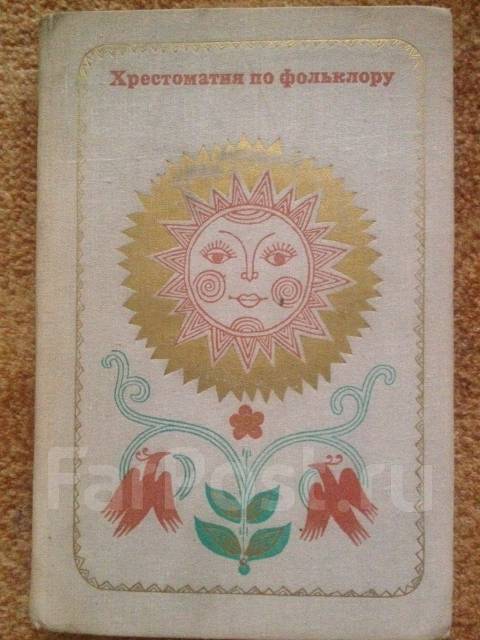 Хрестоматия по фольклору
FarPost.ru